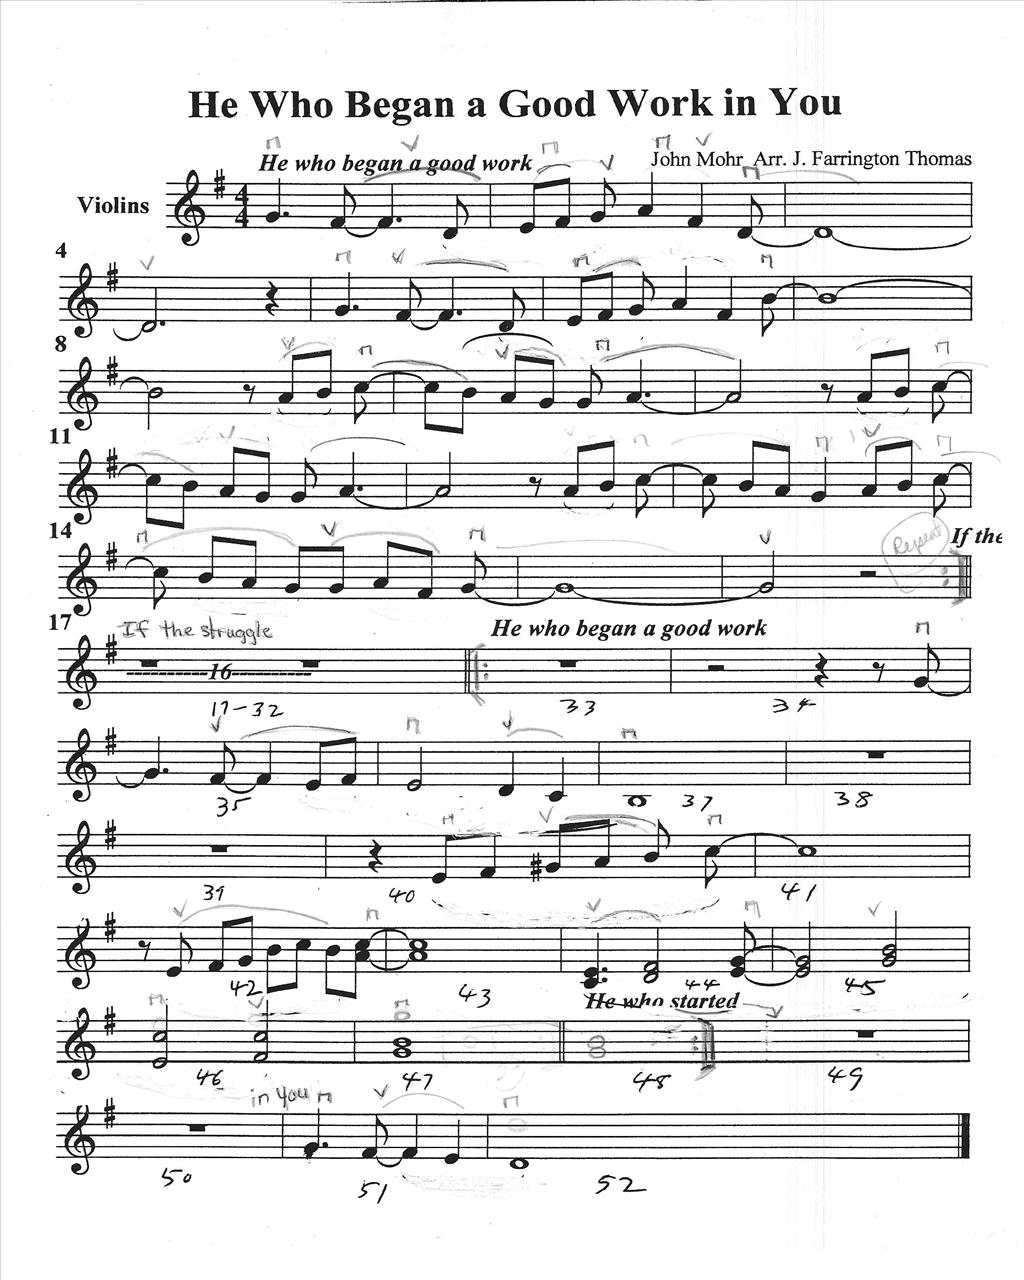 He Who Began a Good Work in You
He who began a good work
John Mohr Arr. J. Farrington Thomas
Violins
4
8
11
14
Repeat
If the
17
If the struggle
He who began a good work
16
17-32
33
34
35
37
38
39
40
41
42
43
44
45
He who started
46
47
48
49
in you
50
51
52